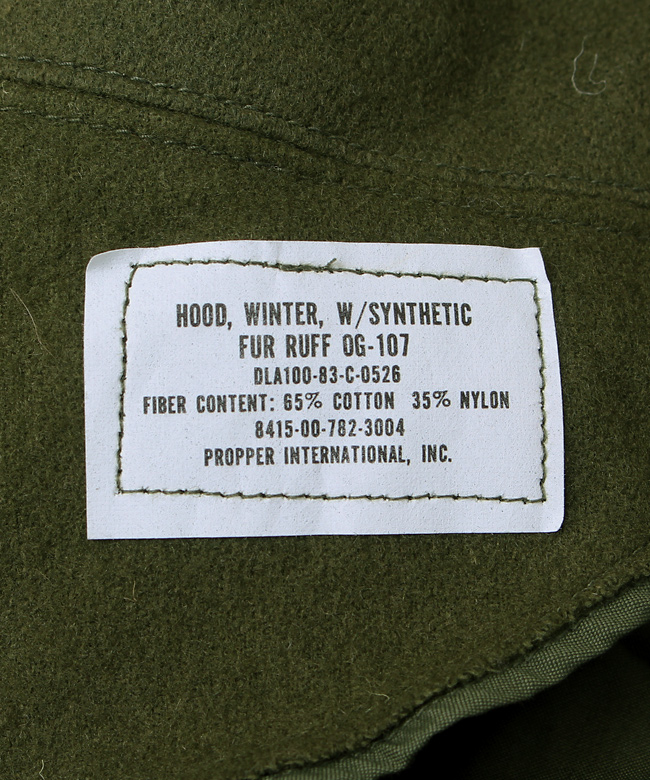 HOOD, WINTER, W/SYNTHETIC
FUR RUFF OG-107
DLA100-83-C-0526
FIBER CONTENT: 65% COTTON 35% NYLON
8415-00-782-3004
PROPPER INTERNATIONAL, INC.